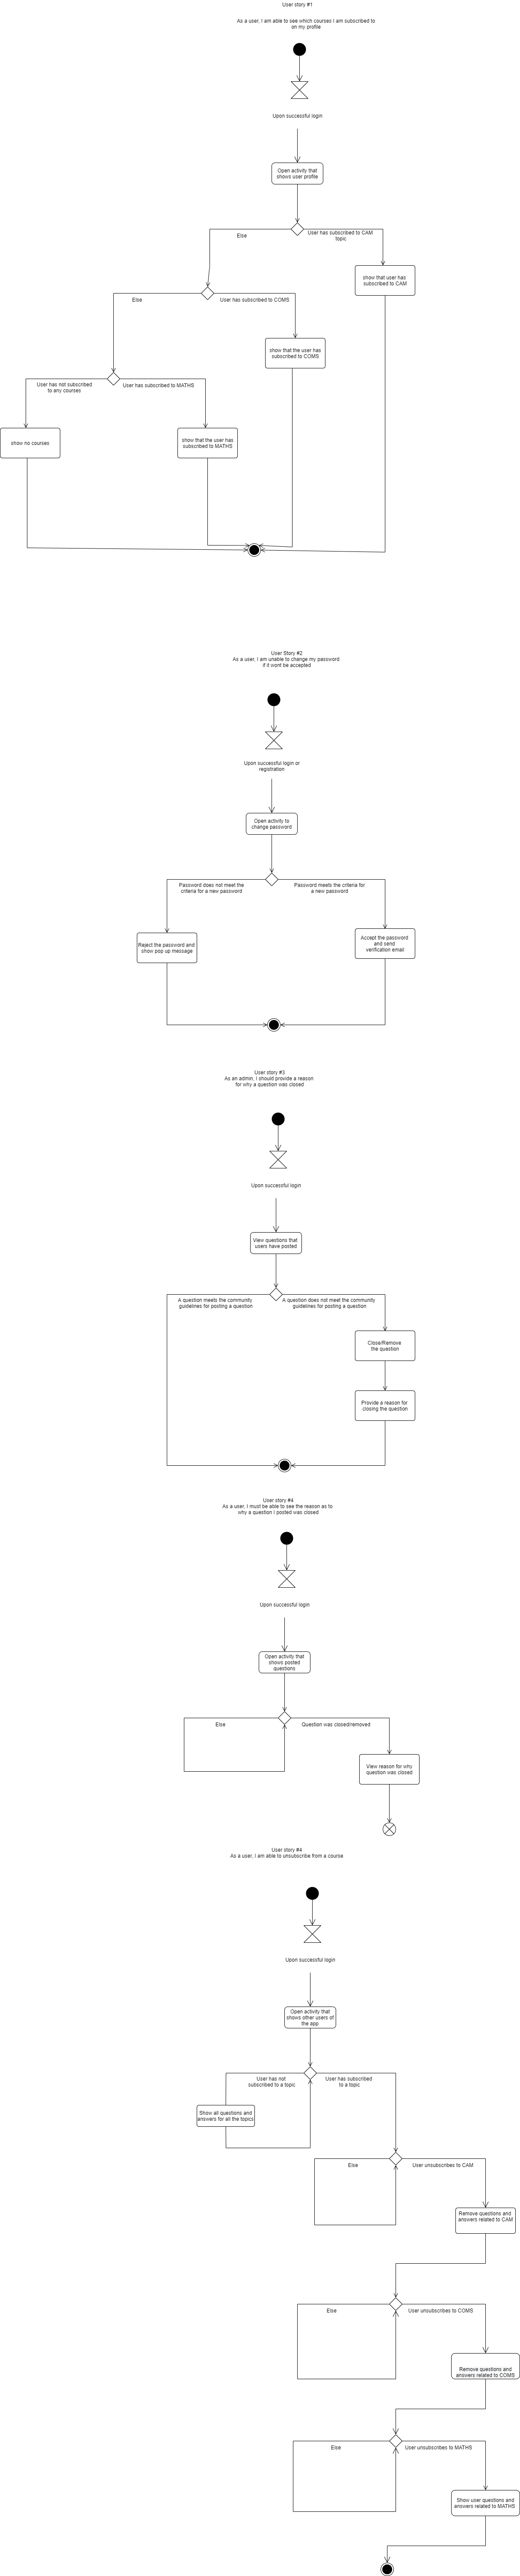 User story #1
As a user, I am able to see which courses I am subscribed to
on my profile
Upon successful login
Open activity that
shows user profile
Else
User has subscribed to CAM
topic
show that user has
subscribed to CAM
Else
User has subscribed to COMS
show that the user has
subscribed to COMS
User has not subscribed
to any courses
User has subscribed to MATHS
show no courses
show that the user has
subscribed to MATHS
User Story #2
As a user, I am unable to change my password
if it wont be accepted
Upon successful login or
registration
Open activity to
change password
Password does not meet the
criteria for a new password
Password meets the criteria for
a new password
Reject the password and
show pop up message
Accept the password
and send
verification email
User story #3
As an admin, I should provide a reason
for why a question was closed
Upon successful login
View questions that
users have posted
A question meets the community
guidelines for posting a question
A question does not meet the community
guidelines for posting a question
Close/Remove
the question
Provide a reason for
closing the question
User story #4
As a user, I must be able to see the reason as to
why a question I posted was closed
Upon successful login
Open activity that
shows posted
questions
Else
Question was closed/removed
View reason for why
question was closed
User story #4
As a user, I am able to unsubscribe from a course
Upon successful login
Open activity that
shows other users of
the app
User has not
subscribed to a topic
User has subscribed
to a topic
Show all questions and
answers for all the topics
Else
User unsubscribes to CAM
Remove questions and
answers related to CAM
Else
User unsubscribes to COMS
Remove questions and
answers related to COMS
Else
User unsubscribes to MATHS
Show user questions and
answers related to MATHS